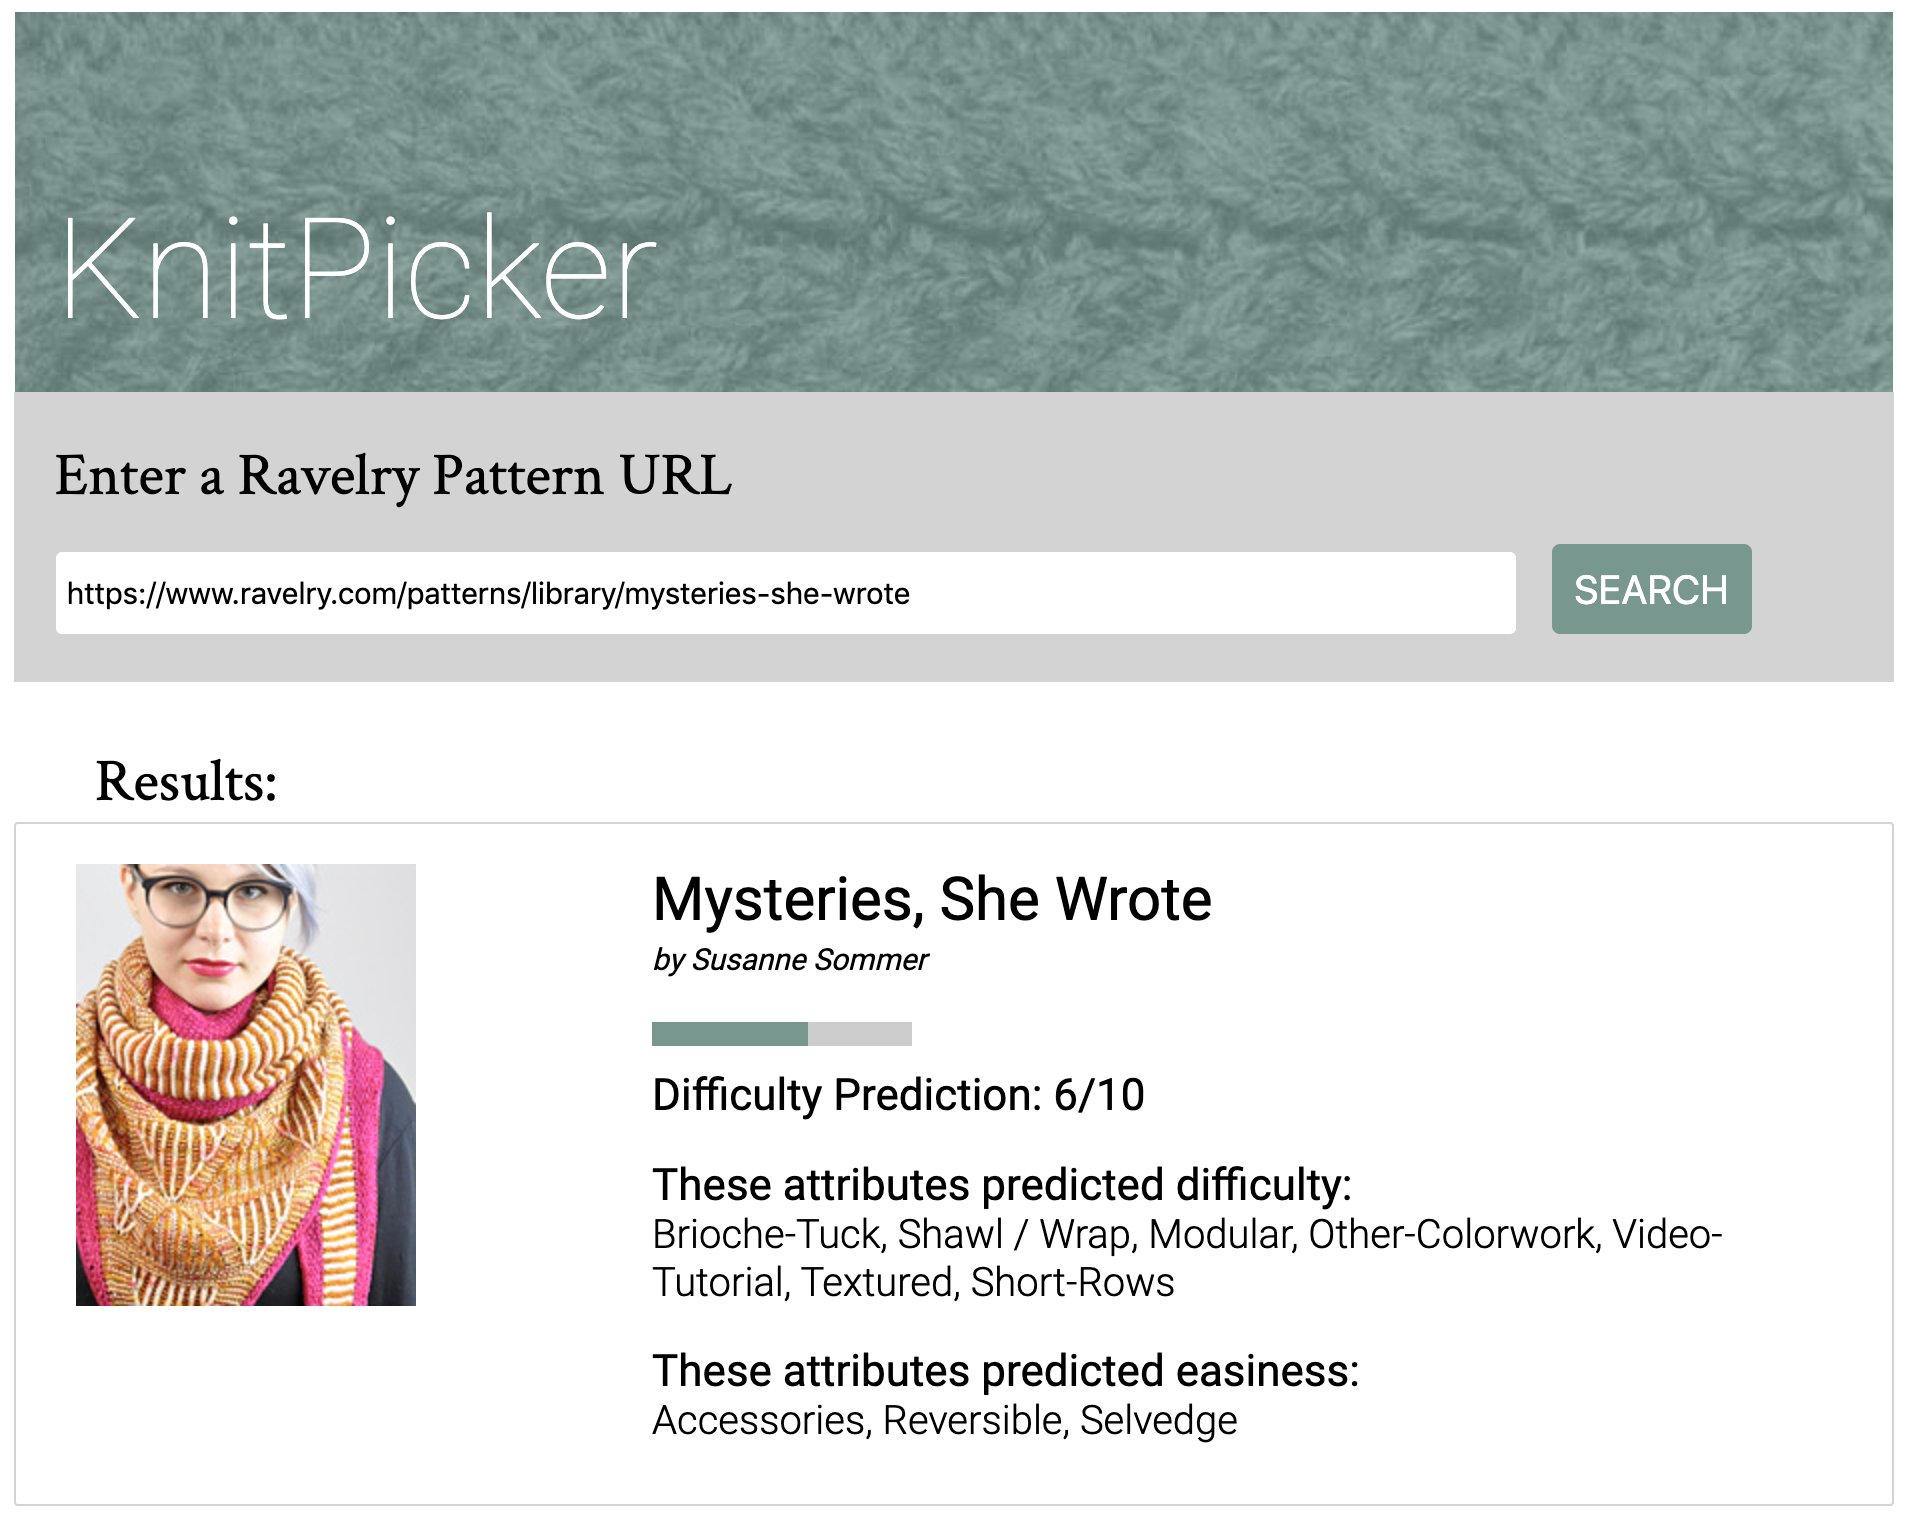 KnitPicker
Enter a Ravelry Pattern URL
https://www.ravelry.com/patterns/library/mysteries-she-wrote
SEARCH
Results:
Mysteries, She Wrote
by Susanne Sommer
Difficulty Prediction: 6/10
These attributes predicted difficulty:
Brioche-Tuck, Shawl / Wrap, Modular, Other-Colorwork, Video-
Tutorial, Textured, Short-Rows
These attributes predicted easiness:
Accessories, Reversible, Selvedge